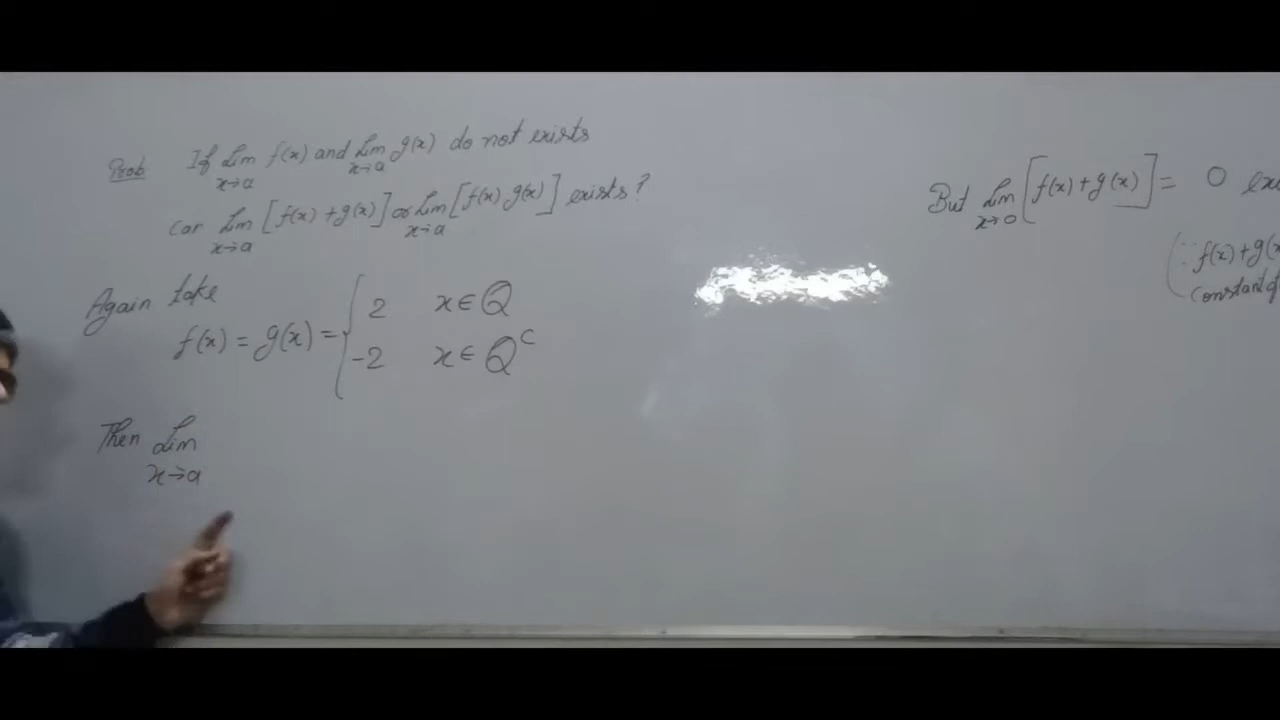 Prob If Lim x→a f(x) and Lim x→a g(x) do not exists
can Lim x→a [f(x) + g(x)] or Lim x→a [f(x) g(x)] exists?
Again take
f(x) = g(x) = { 2 x ∈ Q
-2 x ∈ Q^c
Then Lim x→a
But Lim x→0 [f(x) + g(x)] = 0
(∵ f(x) + g(x
constant